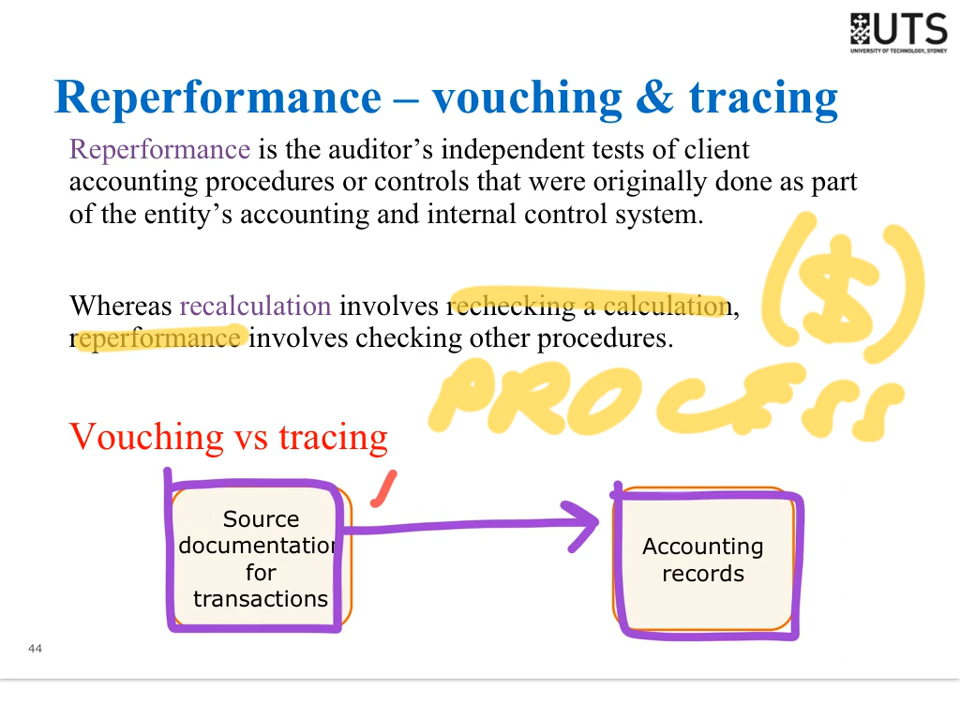 UTS
UNIVERSITY OF TECHNOLOGY, SYDNEY
Reperformance – vouching & tracing
Reperformance is the auditor’s independent tests of client
accounting procedures or controls that were originally done as part
of the entity’s accounting and internal control system.
($)
Whereas recalculation involves rechecking a calculation,
reperformance involves checking other procedures.
PROCESS
Vouching vs tracing
Source
documentation
for
transactions
Accounting
records
44